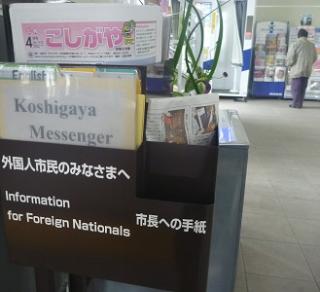 4
こしがや
English
Koshigaya
Messenger
外国人市民のみなさまへ
Information
for Foreign Nationals
市長への手紙